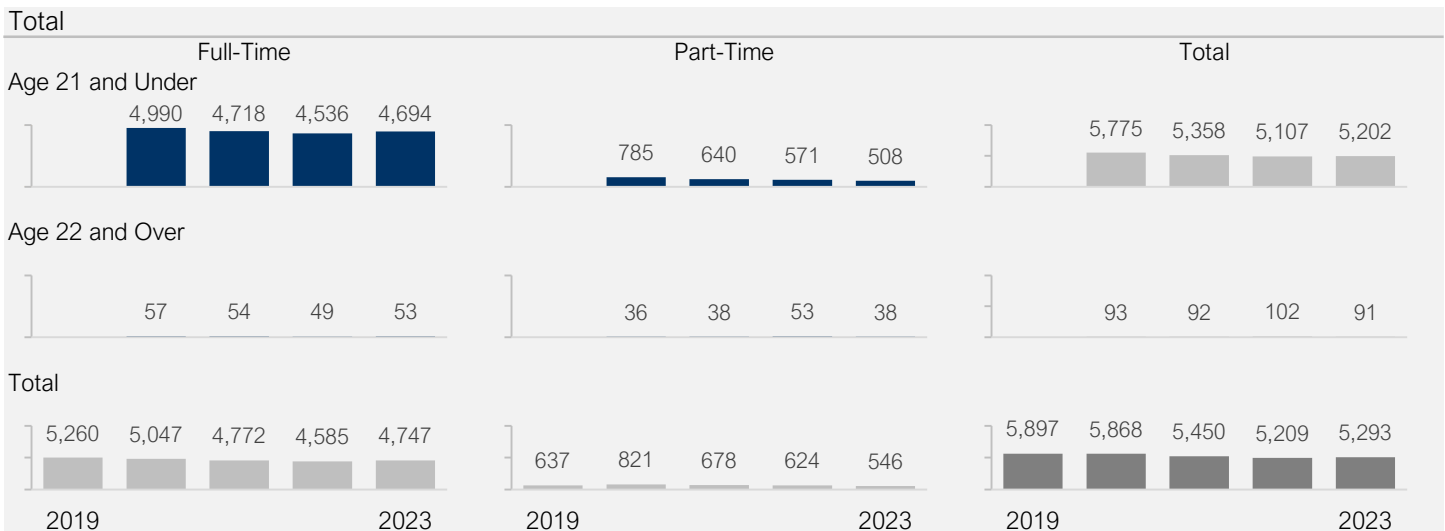 Total
Full-Time Part-Time Total
Age 21 and Under
4,990 4,718 4,536 4,694 785 640 571 508 5,775 5,358 5,107 5,202
Age 22 and Over
57 54 49 53 36 38 53 38 93 92 102 91
Total
5,260 5,047 4,772 4,585 4,747 637 821 678 624 546 5,897 5,868 5,450 5,209 5,293
2019 2023 2019 2023 2019 2023